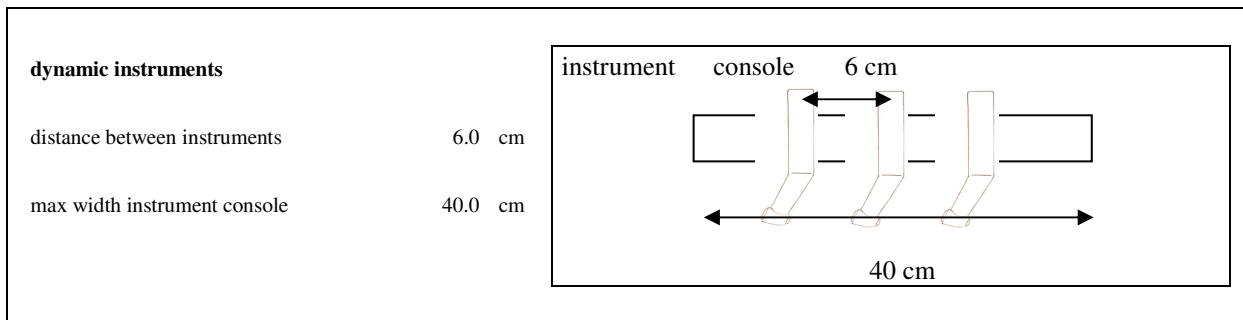 dynamic instruments
distance between instruments 6.0 cm
max width instrument console 40.0 cm
instrument console 6 cm
40 cm